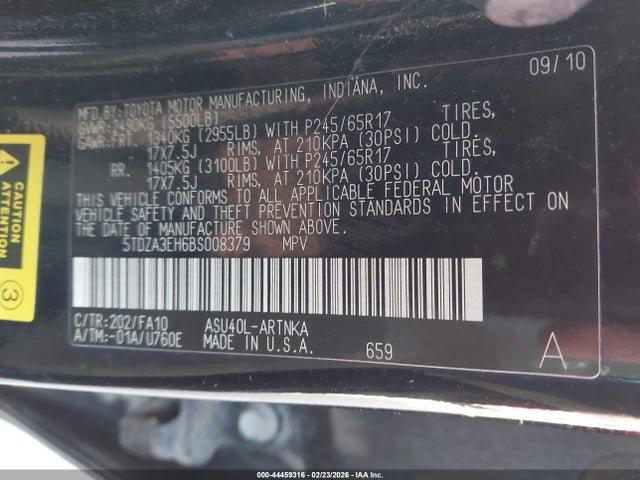 09/10
MFD.BY:TOYOTA MOTOR MANUFACTURING, INDIANA, INC.
GVWR:2490KG (5500LB)
GAWR:FRT. 1340KG (2955LB) WITH P245/65R17 TIRES,
17X7.5J RIMS, AT 210KPA (30PSI) COLD.
RR. 1405KG (3100LB) WITH P245/65R17 TIRES,
17X7.5J RIMS, AT 210KPA (30PSI) COLD.
THIS VEHICLE CONFORMS TO ALL APPLICABLE FEDERAL MOTOR
VEHICLE SAFETY AND THEFT PREVENTION STANDARDS IN EFFECT ON
THE DATE OF MANUFACTURE SHOWN ABOVE.
5TDZA3EH6BS008379 MPV
C/TR:202/FA10 ASU40L-ARTNKA
A/TM:-01A/U760E MADE IN U.S.A. 659 A
CAUTION
ATTENTION
3
000-44459316 - 02/23/2026 - IAA Inc.